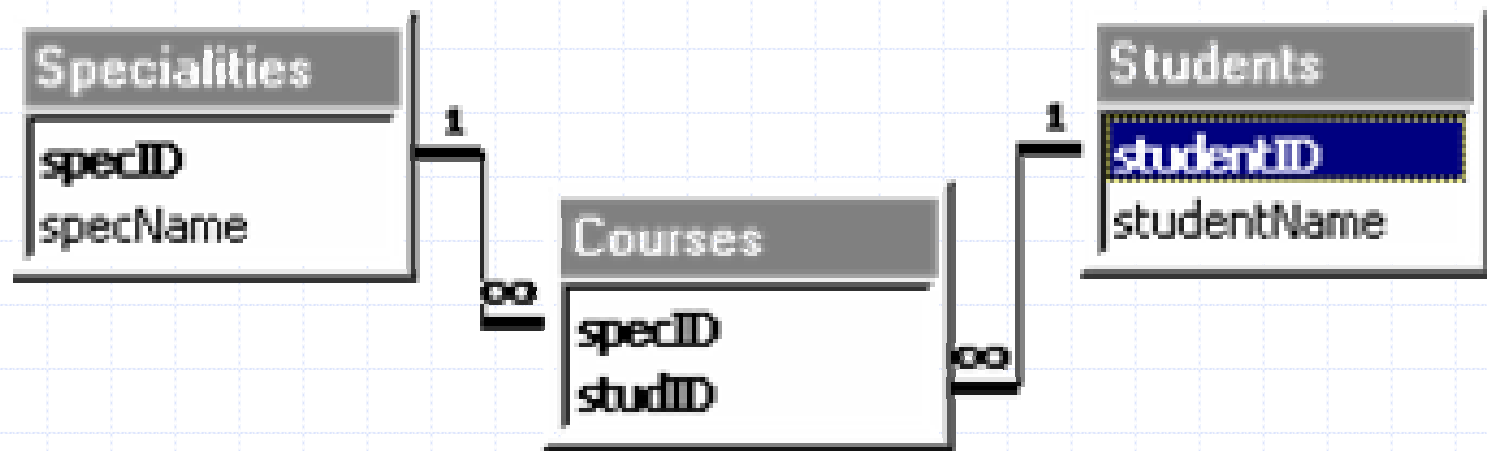 Specialities
specID
specName
1
∞
Courses
specID
studID
∞
1
Students
studentID
studentName